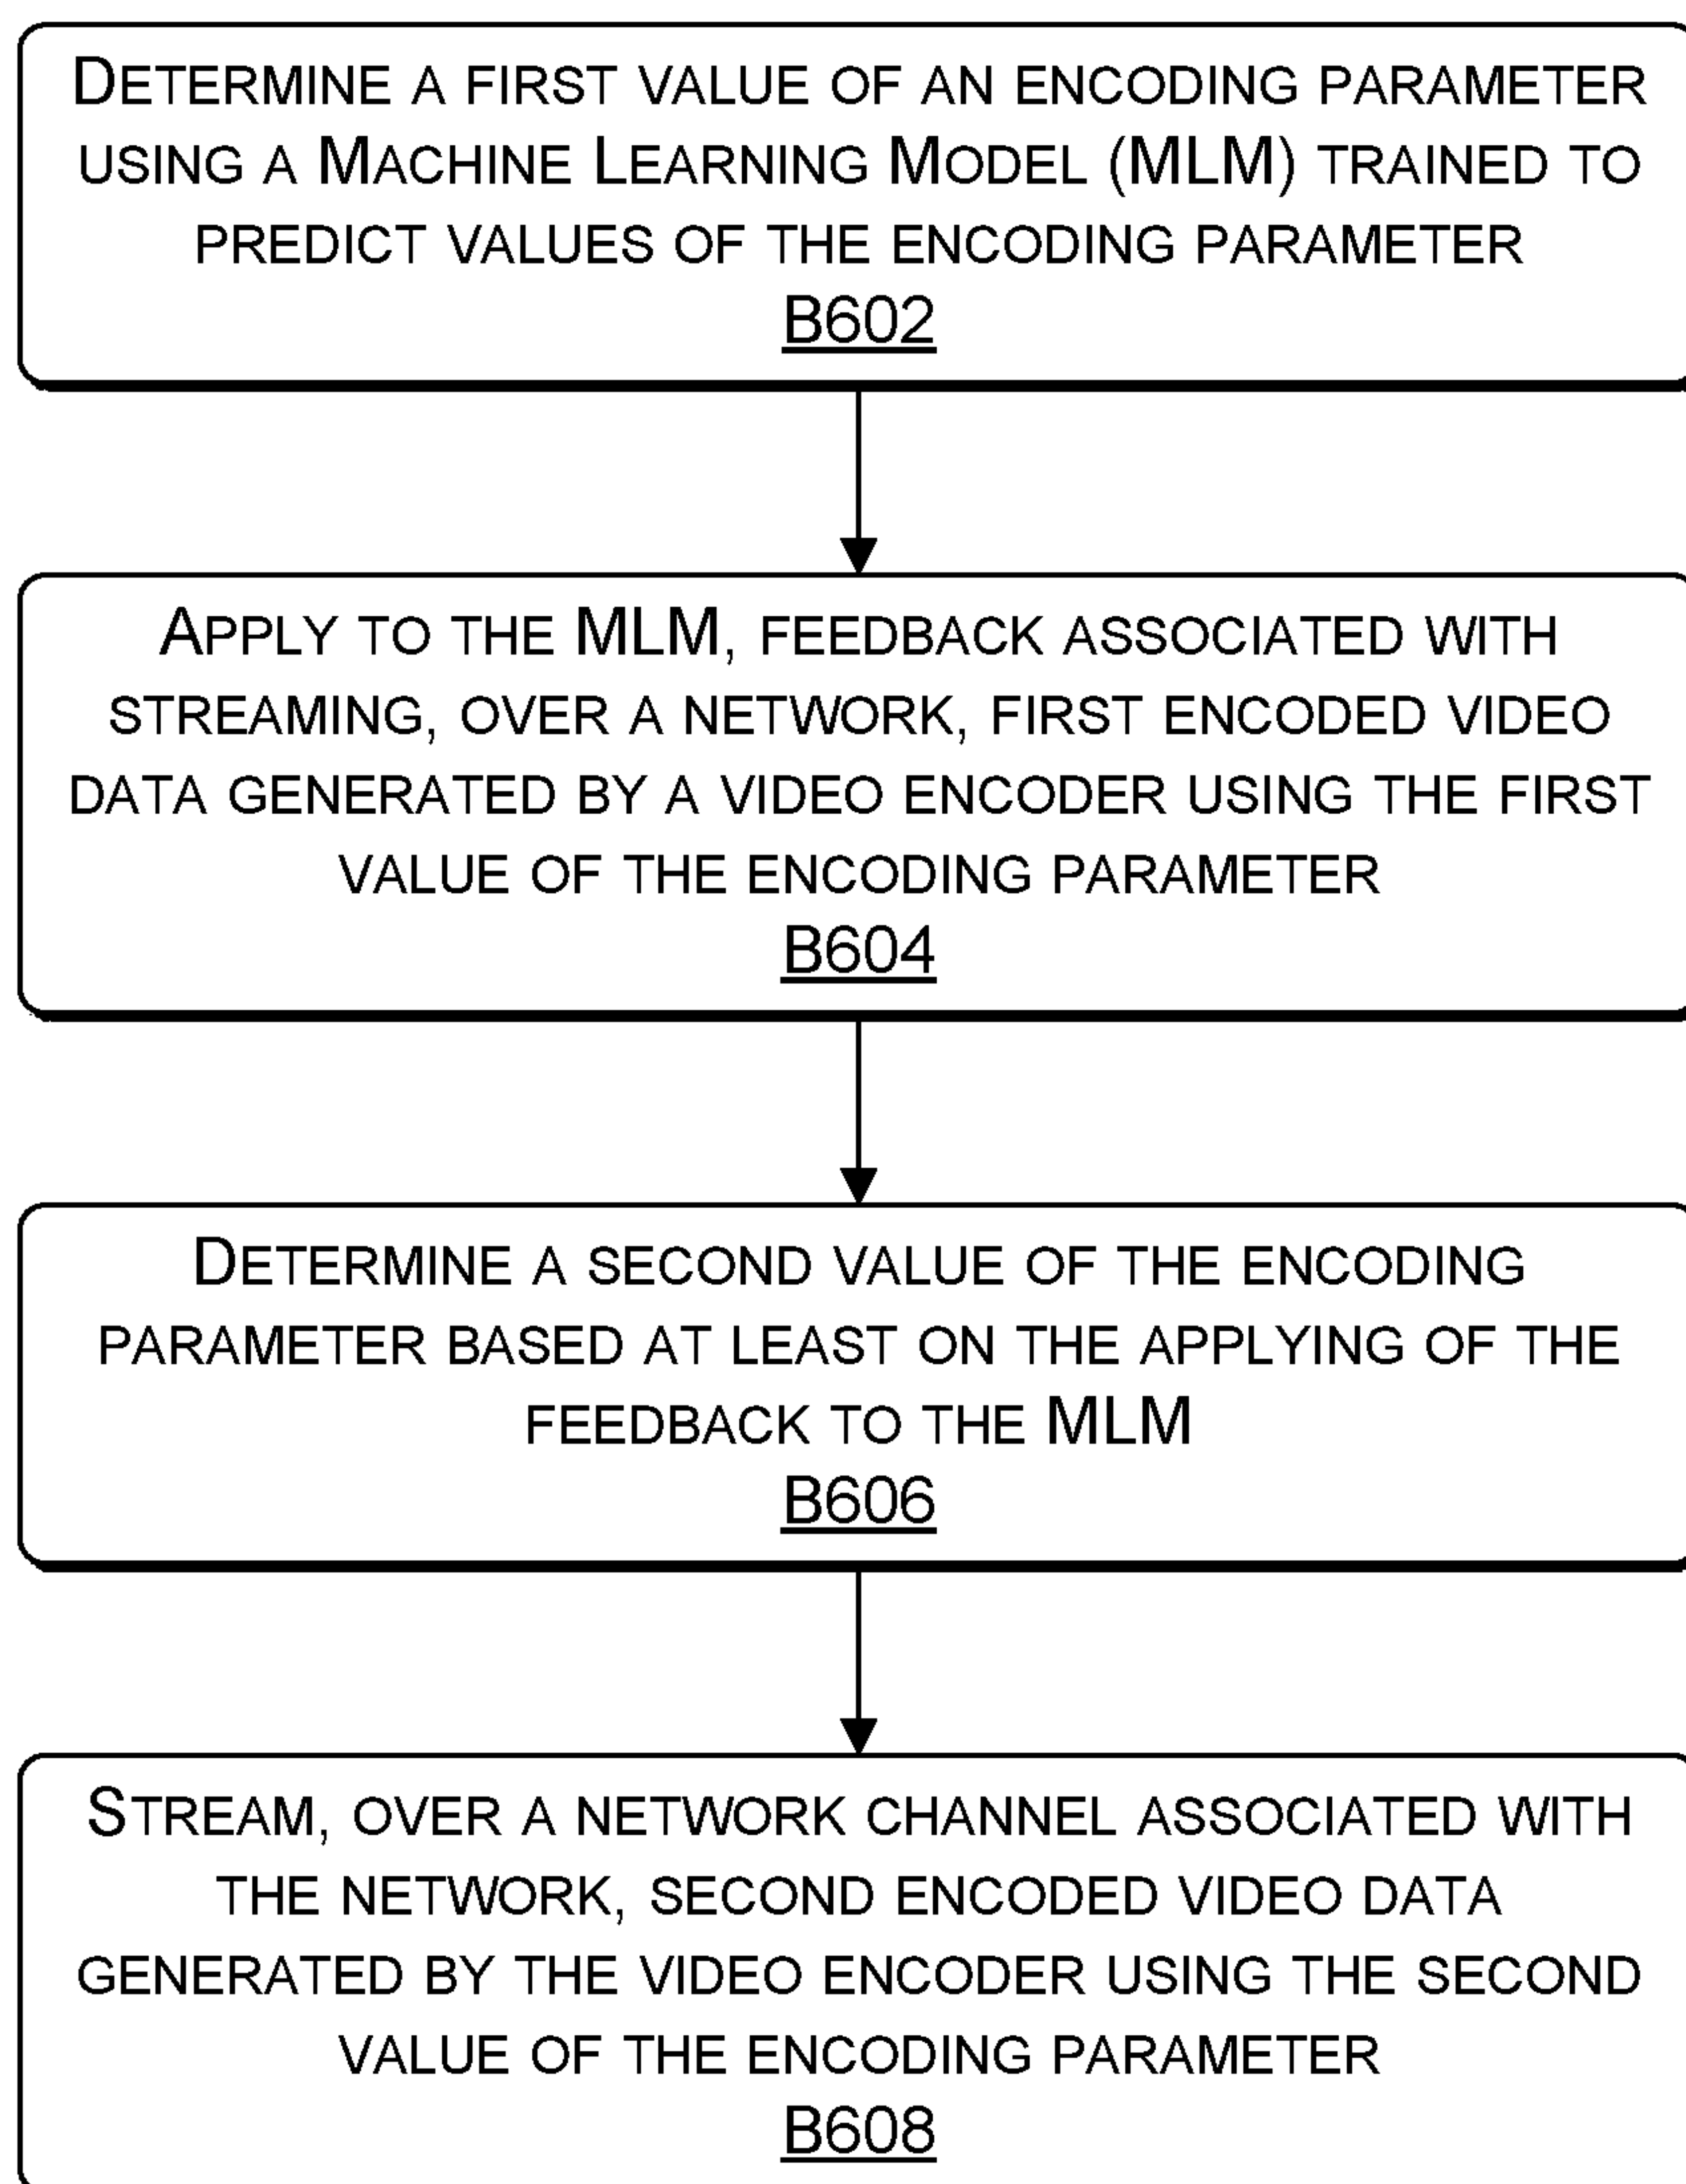 Determine a first value of an encoding parameter
using a Machine Learning Model (MLM) trained to
predict values of the encoding parameter
B602
Apply to the MLM, feedback associated with
streaming, over a network, first encoded video
data generated by a video encoder using the first
value of the encoding parameter
B604
Determine a second value of the encoding
parameter based at least on the applying of the
feedback to the MLM
B606
Stream, over a network channel associated with
the network, second encoded video data
generated by the video encoder using the second
value of the encoding parameter
B608